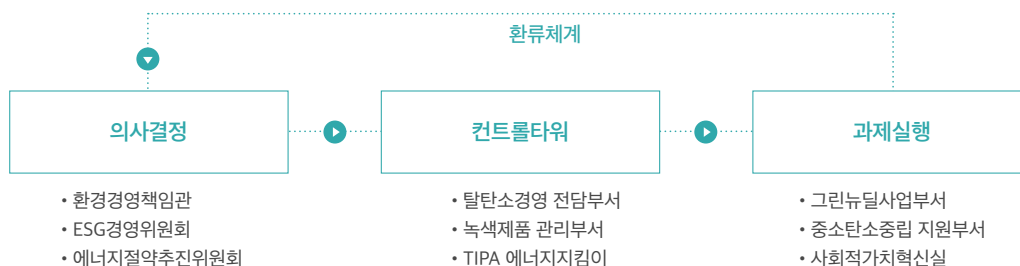 환류체계
의사결정
컨트롤타워
과제실행
• 환경경영책임관
• ESG경영위원회
• 에너지절약추진위원회
• 탈탄소경영 전담부서
• 녹색제품 관리부서
• TIPA 에너지지킴이
• 그린뉴딜사업부서
• 중소탄소중립 지원부서
• 사회적가치혁신실